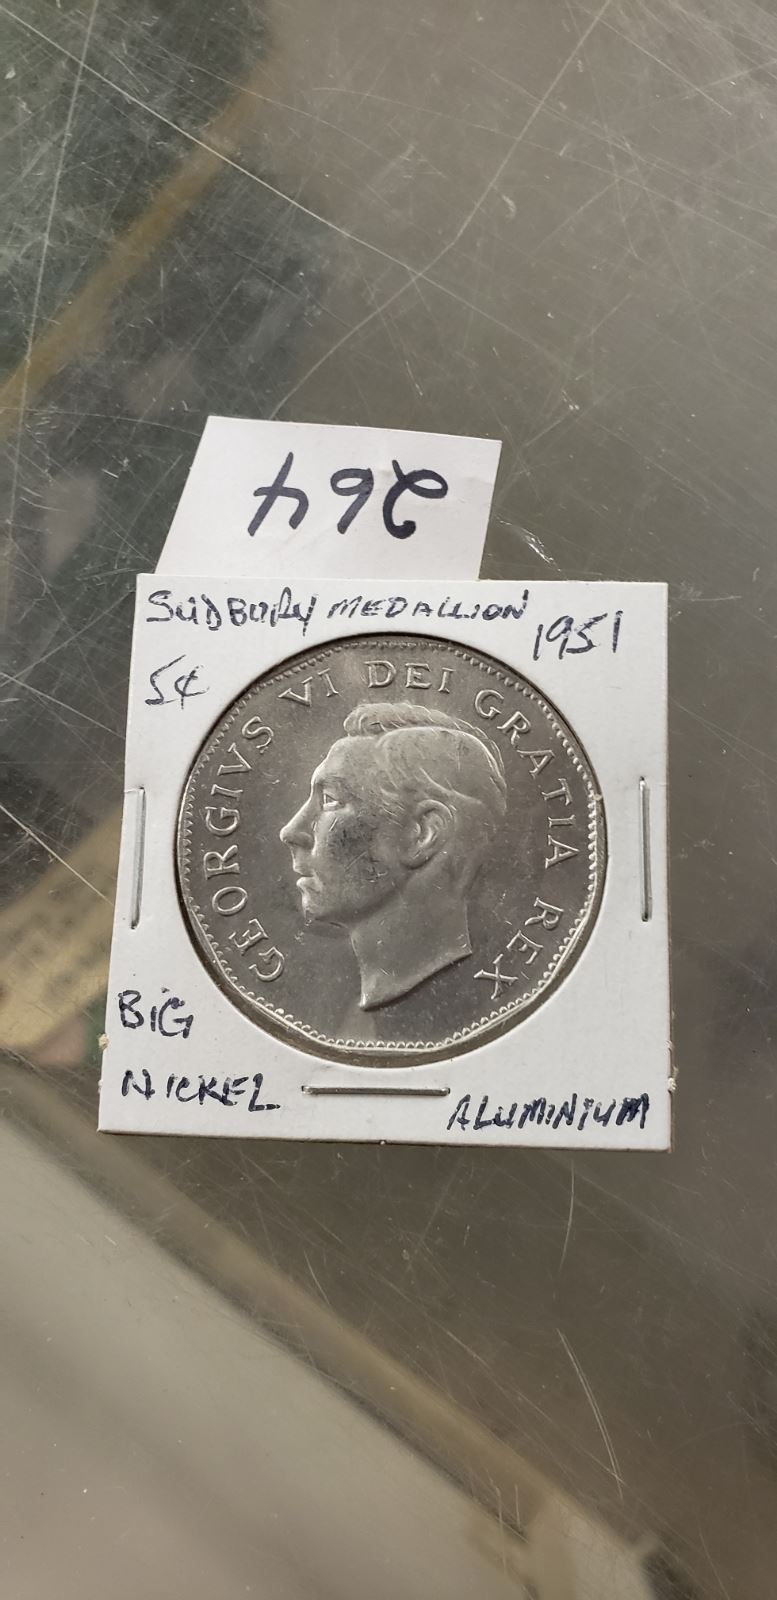 264
SUDBURY MEDALLION
1951
5¢
GEORGIVS VI DEI GRATIA REX
BIG
NICKEL
ALUMINIUM